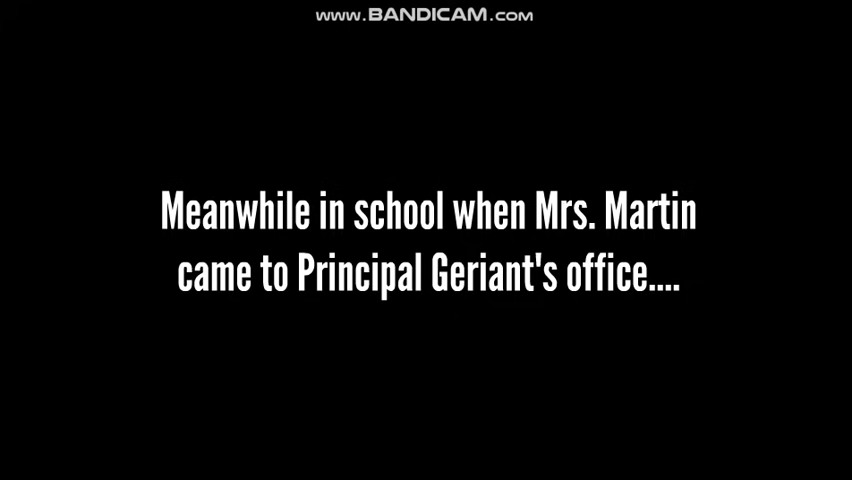 www.BANDICAM.com
Meanwhile in school when Mrs. Martin
came to Principal Geriant's office....